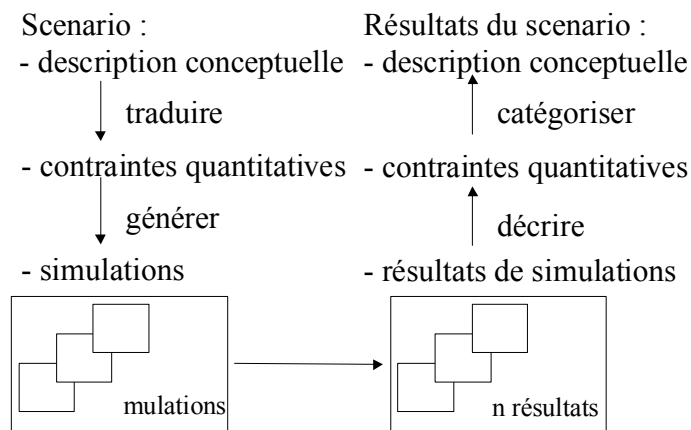 Scenario :
- description conceptuelle
traduire
- contraintes quantitatives
générer
- simulations
mulations
Résultats du scenario :
- description conceptuelle
catégoriser
- contraintes quantitatives
décrire
- résultats de simulations
n résultats